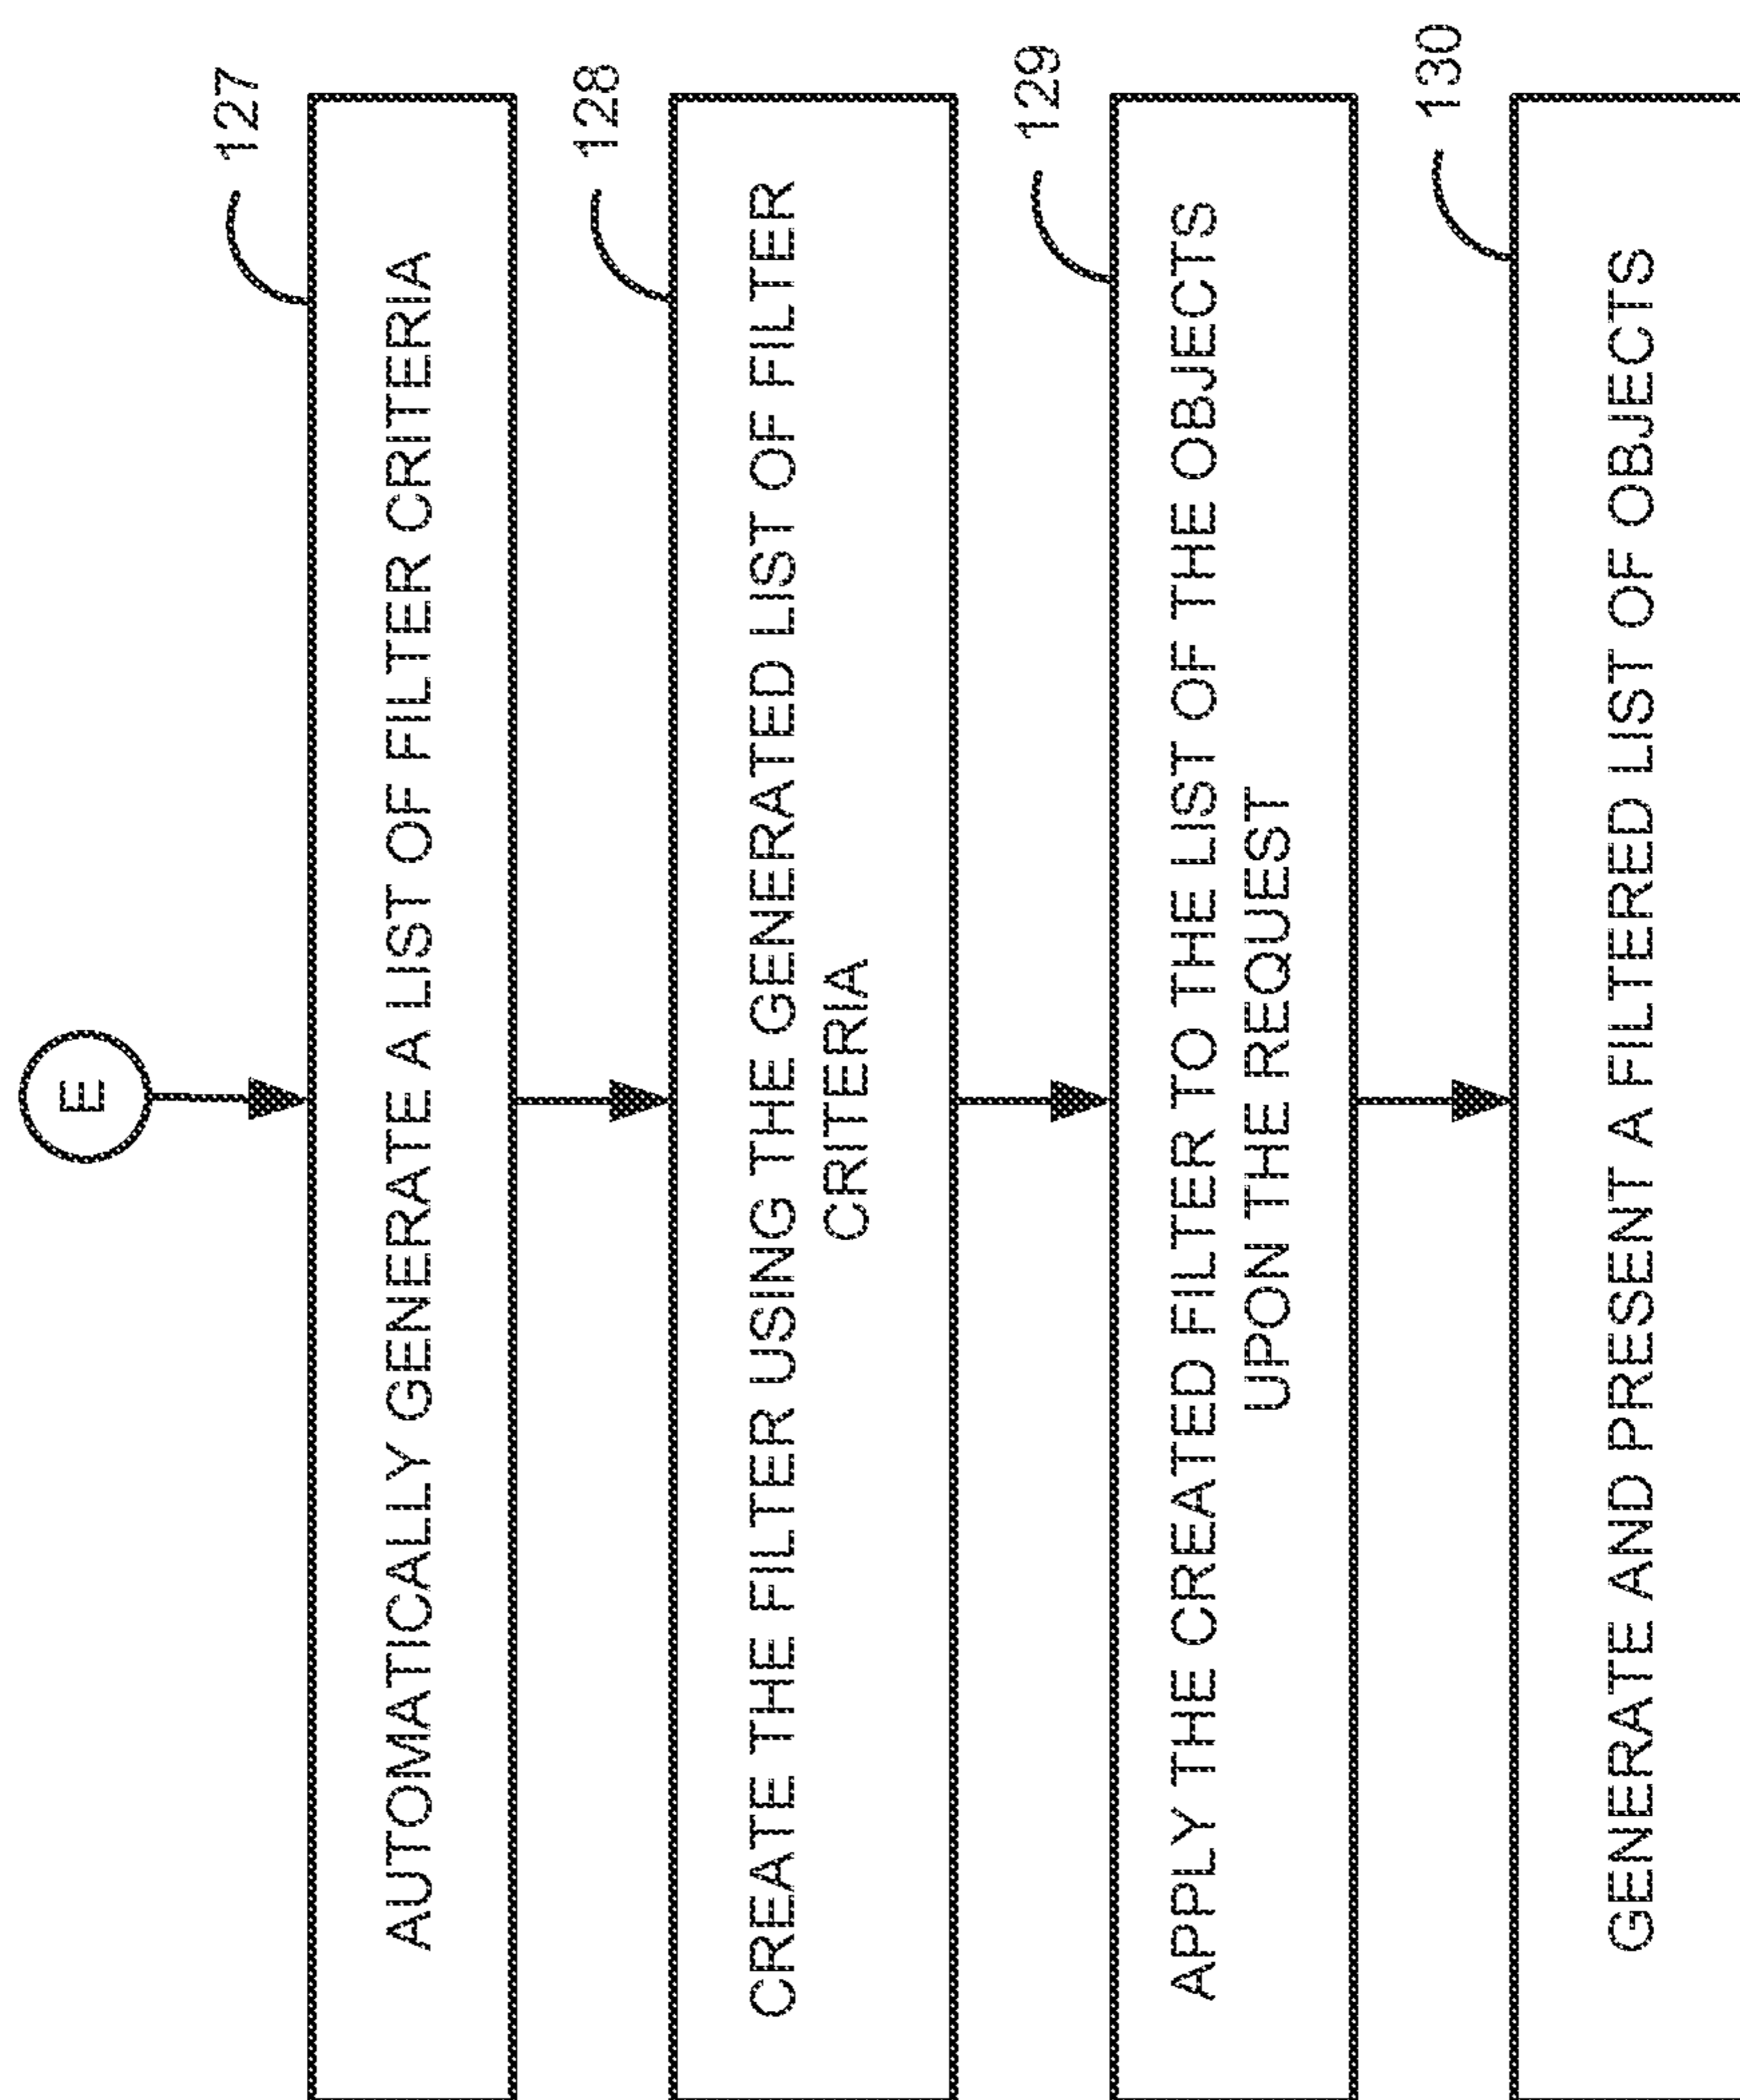 E
127
AUTOMATICALLY GENERATE A LIST OF FILTER CRITERIA
128
CREATE THE FILTER USING THE GENERATED LIST OF FILTER
CRITERIA
129
APPLY THE CREATED FILTER TO THE LIST OF THE OBJECTS
UPON THE REQUEST
130
GENERATE AND PRESENT A FILTERED LIST OF OBJECTS